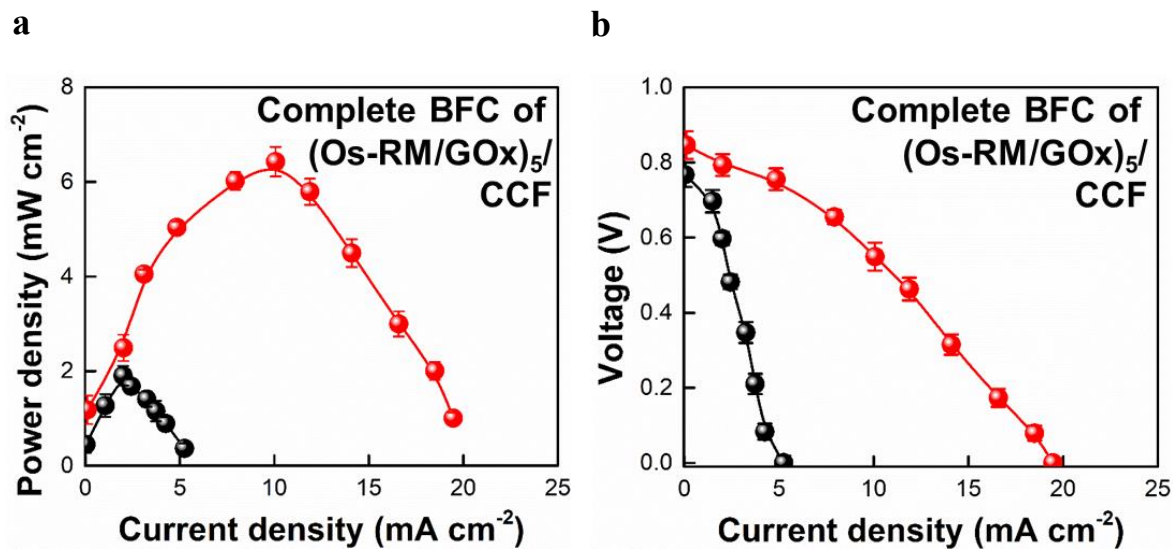 a
8
6
4
2
0
0
5
10
15
20
25
Power density (mW cm⁻²)
Current density (mA cm⁻²)
Complete BFC of
(Os-RM/GOx)₅/
CCF
b
1.0
0.8
0.6
0.4
0.2
0.0
0
5
10
15
20
25
Voltage (V)
Current density (mA cm⁻²)
Complete BFC of
(Os-RM/GOx)₅/
CCF